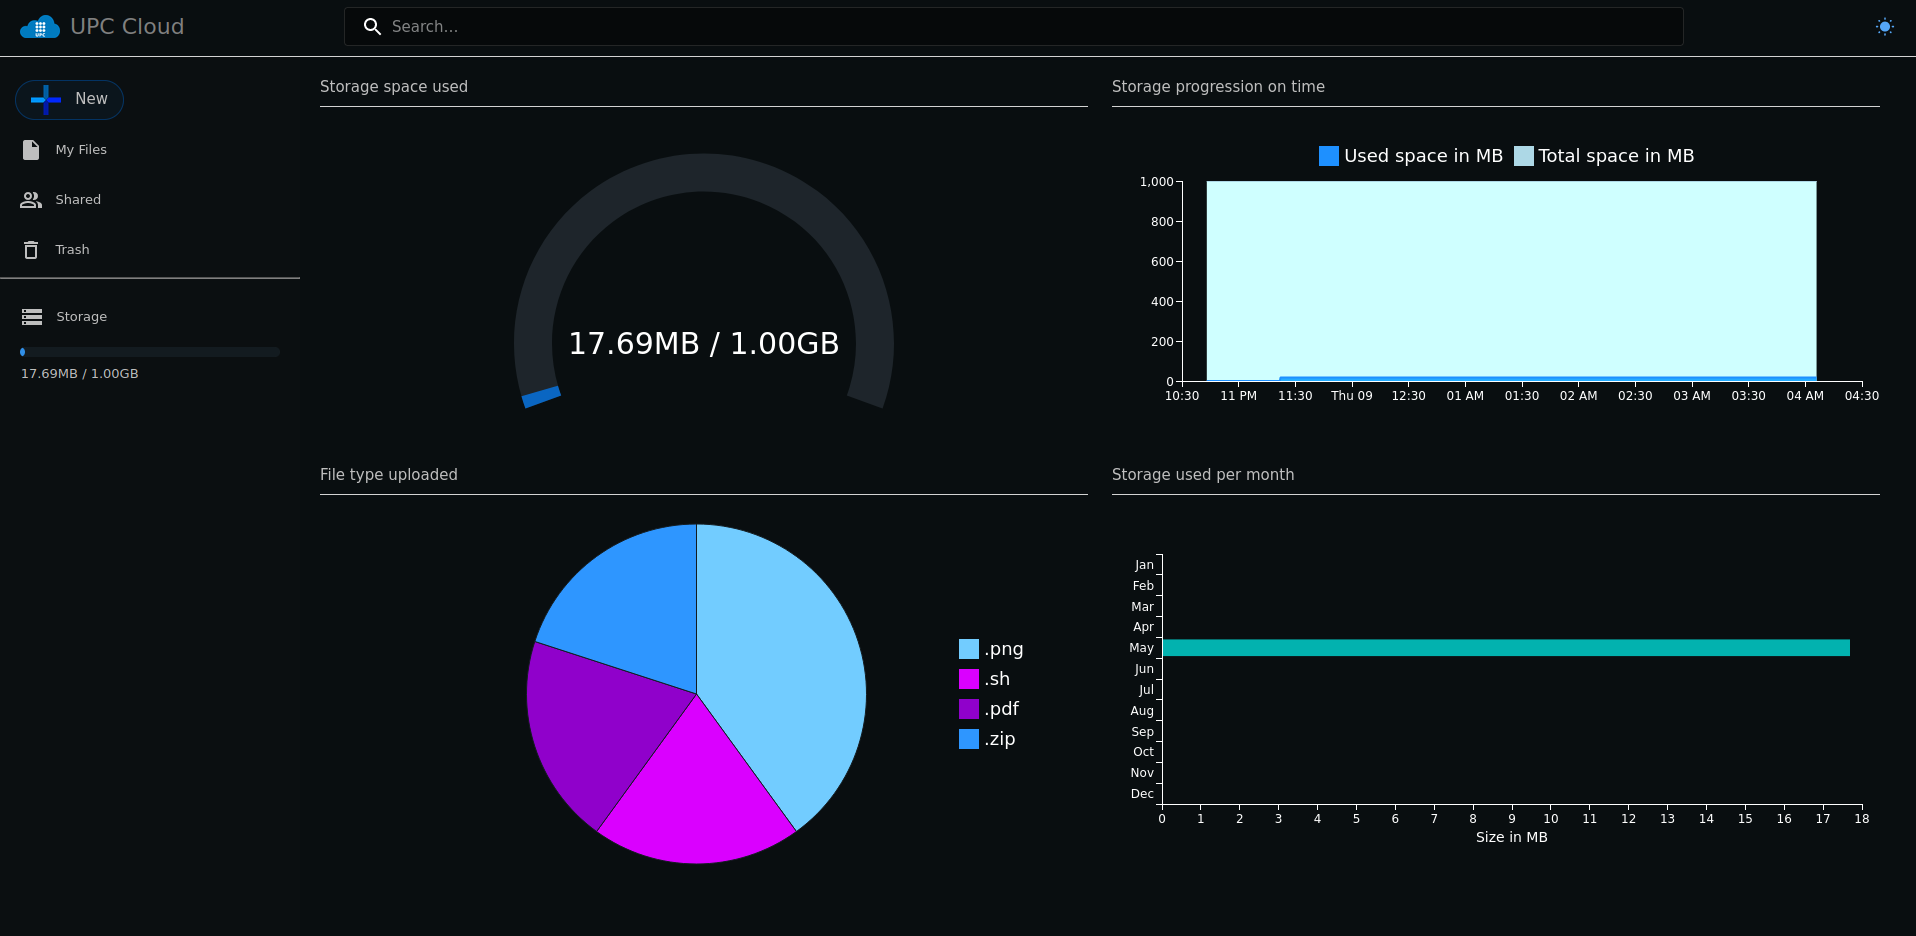 UPC
UPC Cloud
Search...
New
My Files
Shared
Trash
Storage
17.69MB / 1.00GB
Storage space used
17.69MB / 1.00GB
Storage progression on time
Used space in MB Total space in MB
1,000
800
600
400
200
0
10:30 11 PM 11:30 Thu 09 12:30 01 AM 01:30 02 AM 02:30 03 AM 03:30 04 AM 04:30
File type uploaded
.png
.sh
.pdf
.zip
Storage used per month
Jan
Feb
Mar
Apr
May
Jun
Jul
Aug
Sep
Oct
Nov
Dec
0 1 2 3 4 5 6 7 8 9 10 11 12 13 14 15 16 17 18
Size in MB